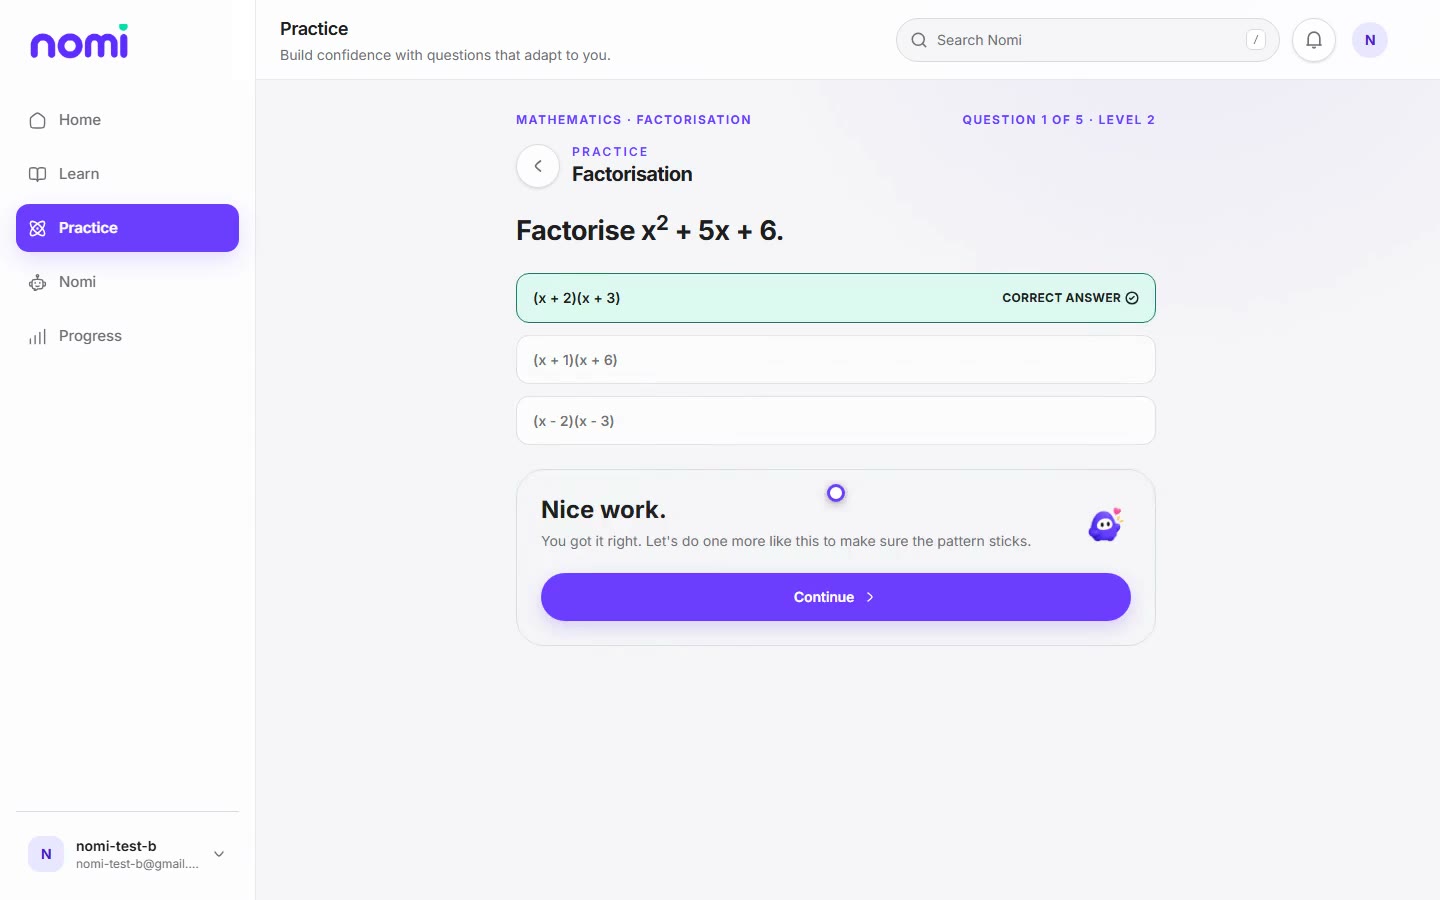 nomi
Practice
Build confidence with questions that adapt to you.
Search Nomi
/
N
Home
Learn
Practice
Nomi
Progress
MATHEMATICS · FACTORISATION
QUESTION 1 OF 5 · LEVEL 2
PRACTICE
Factorisation
Factorise x² + 5x + 6.
(x + 2)(x + 3)
CORRECT ANSWER
(x + 1)(x + 6)
(x - 2)(x - 3)
Nice work.
You got it right. Let's do one more like this to make sure the pattern sticks.
Continue
N
nomi-test-b
nomi-test-b@gmail....